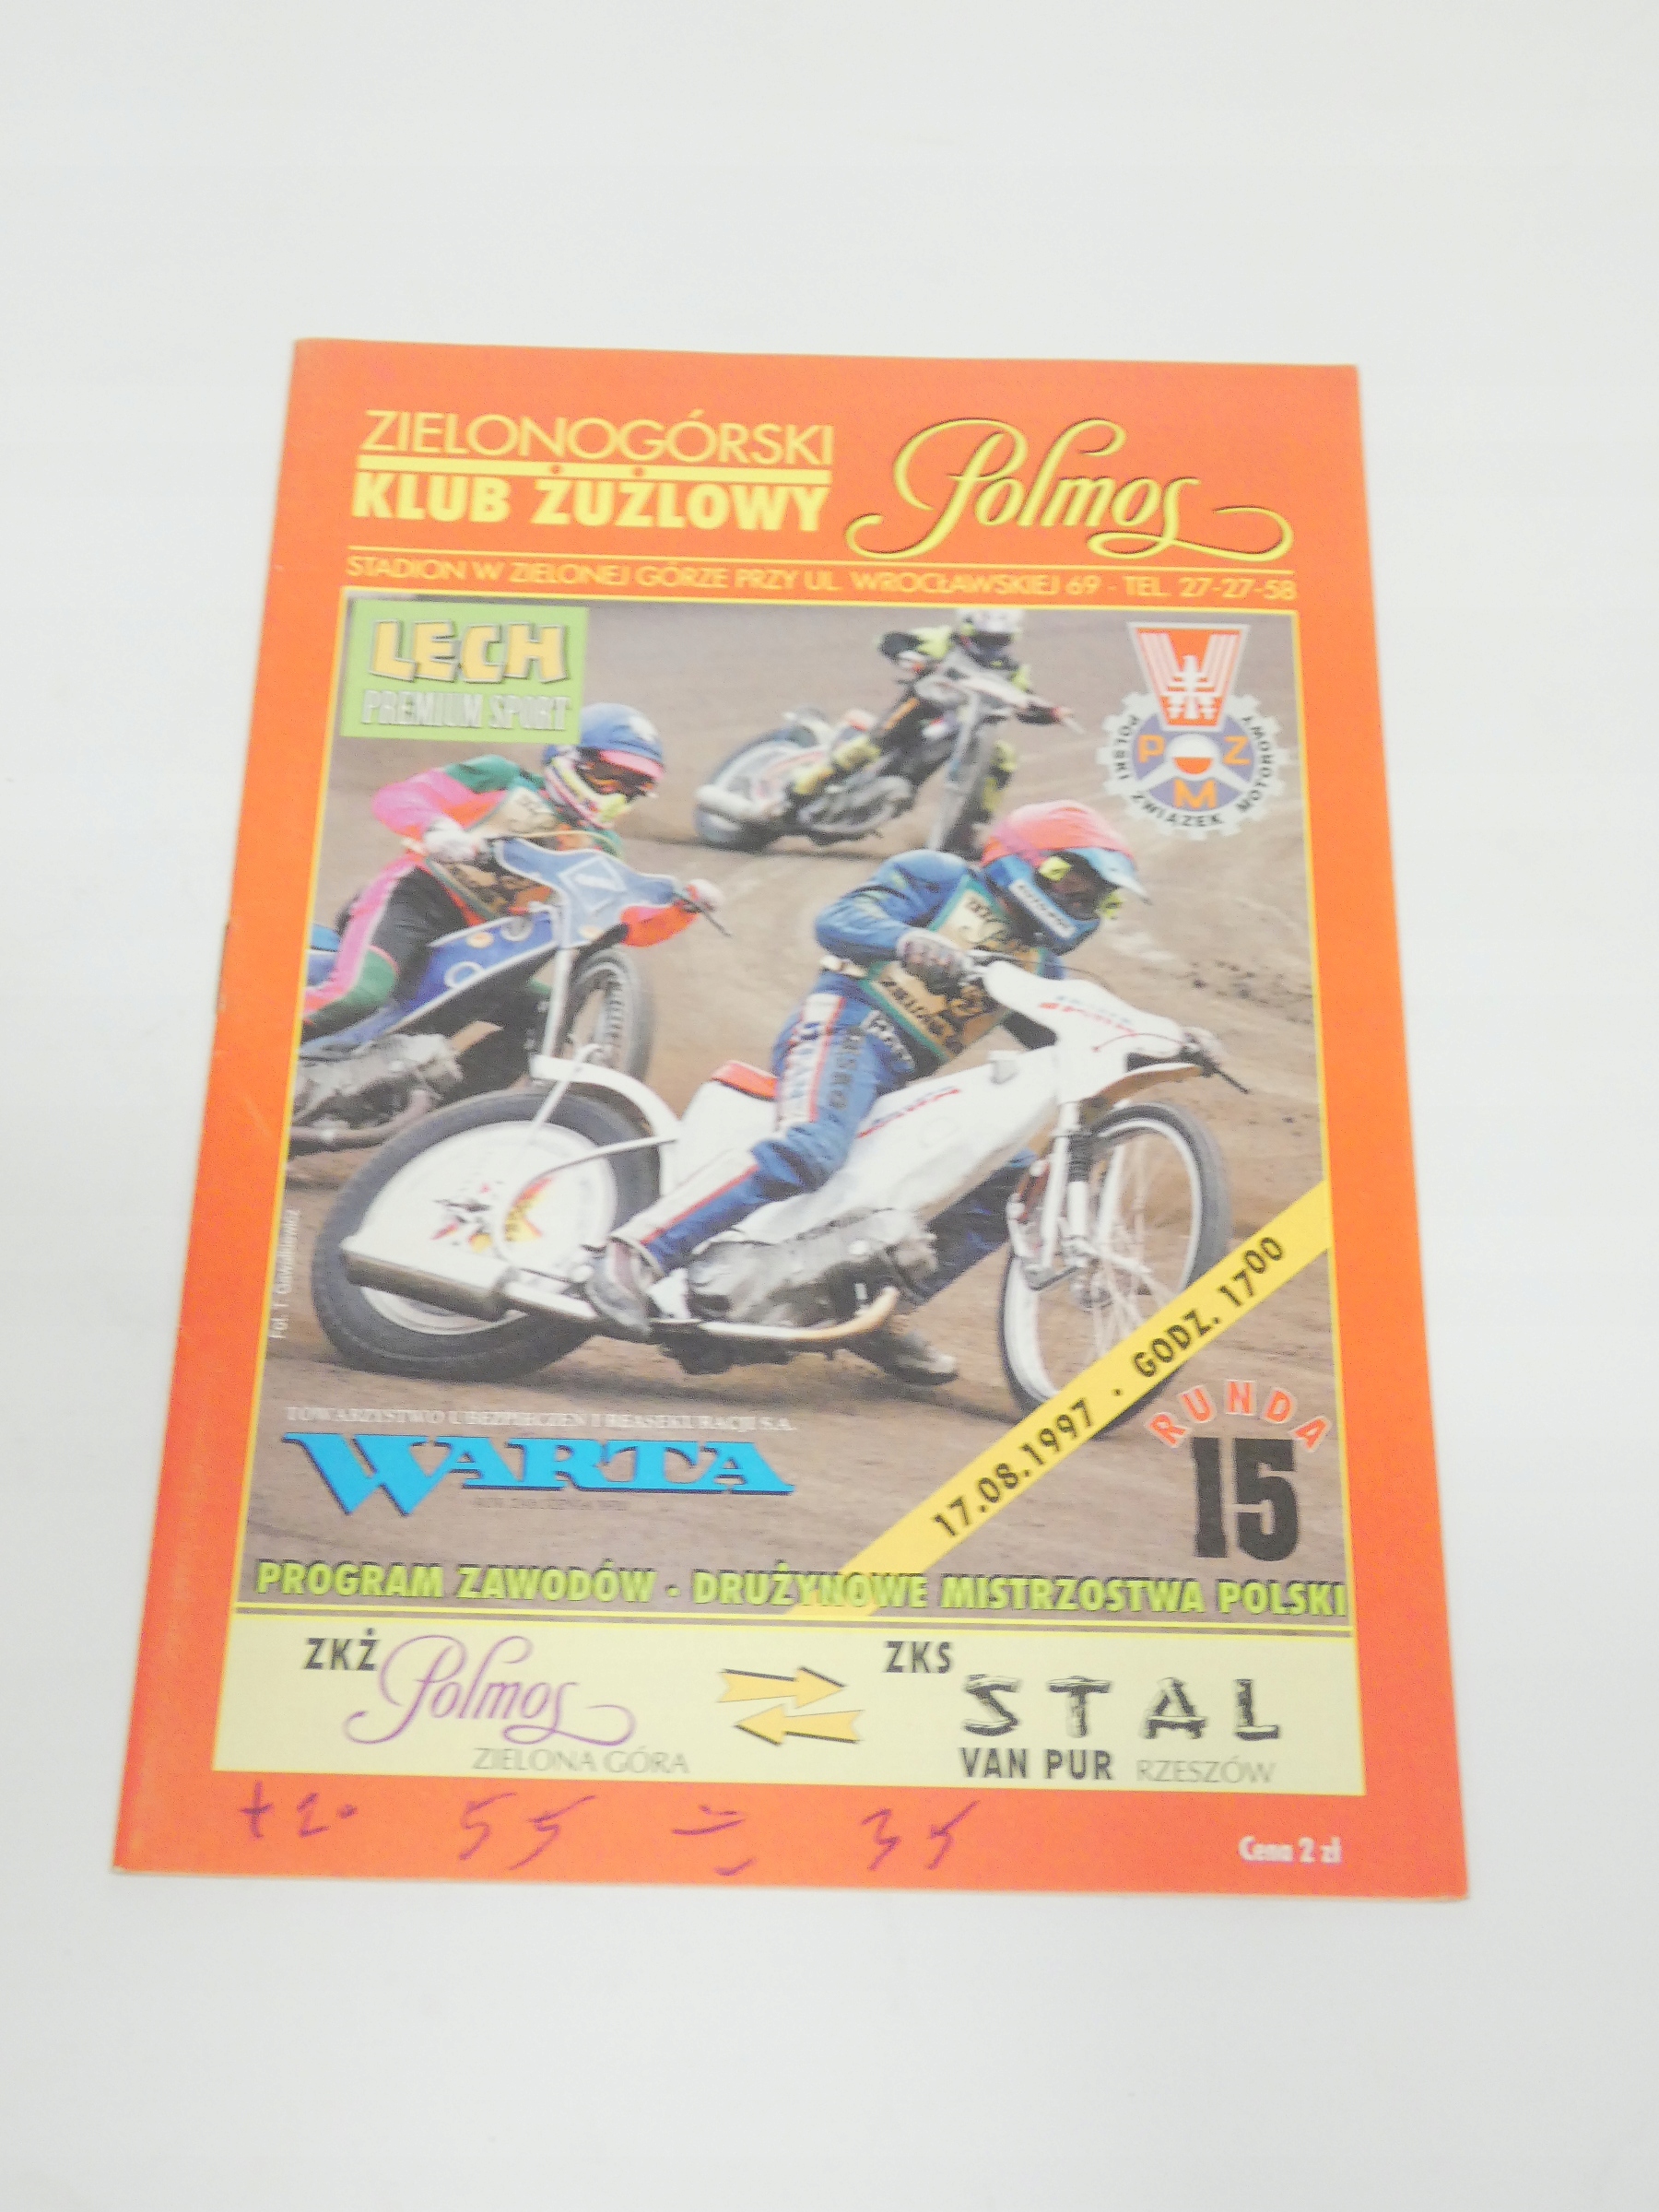 ZIELONOGÓRSKI
KLUB ŻUŻLOWY
Polmos
STADION W ZIELONEJ GÓRZE PRZY UL. WROCŁAWSKIEJ 69 - TEL. 27-27-58
LECH
PREMIUM SPORT
POLSKI ZWIĄZEK MOTOROWY
P Z
M
17.08.1997 - GODZ. 17⁰⁰
RUNDA
15
TOWARZYSTWO UBEZPIECZEŃ I REASEKURACJI S.A.
WARTA
PROGRAM ZAWODÓW - DRUŻYNOWE MISTRZOSTWA POLSKI
ZKŻ Polmos
ZIELONA GÓRA
ZKS STAL
VAN PUR RZESZÓW
55 35
Cena 2 zł